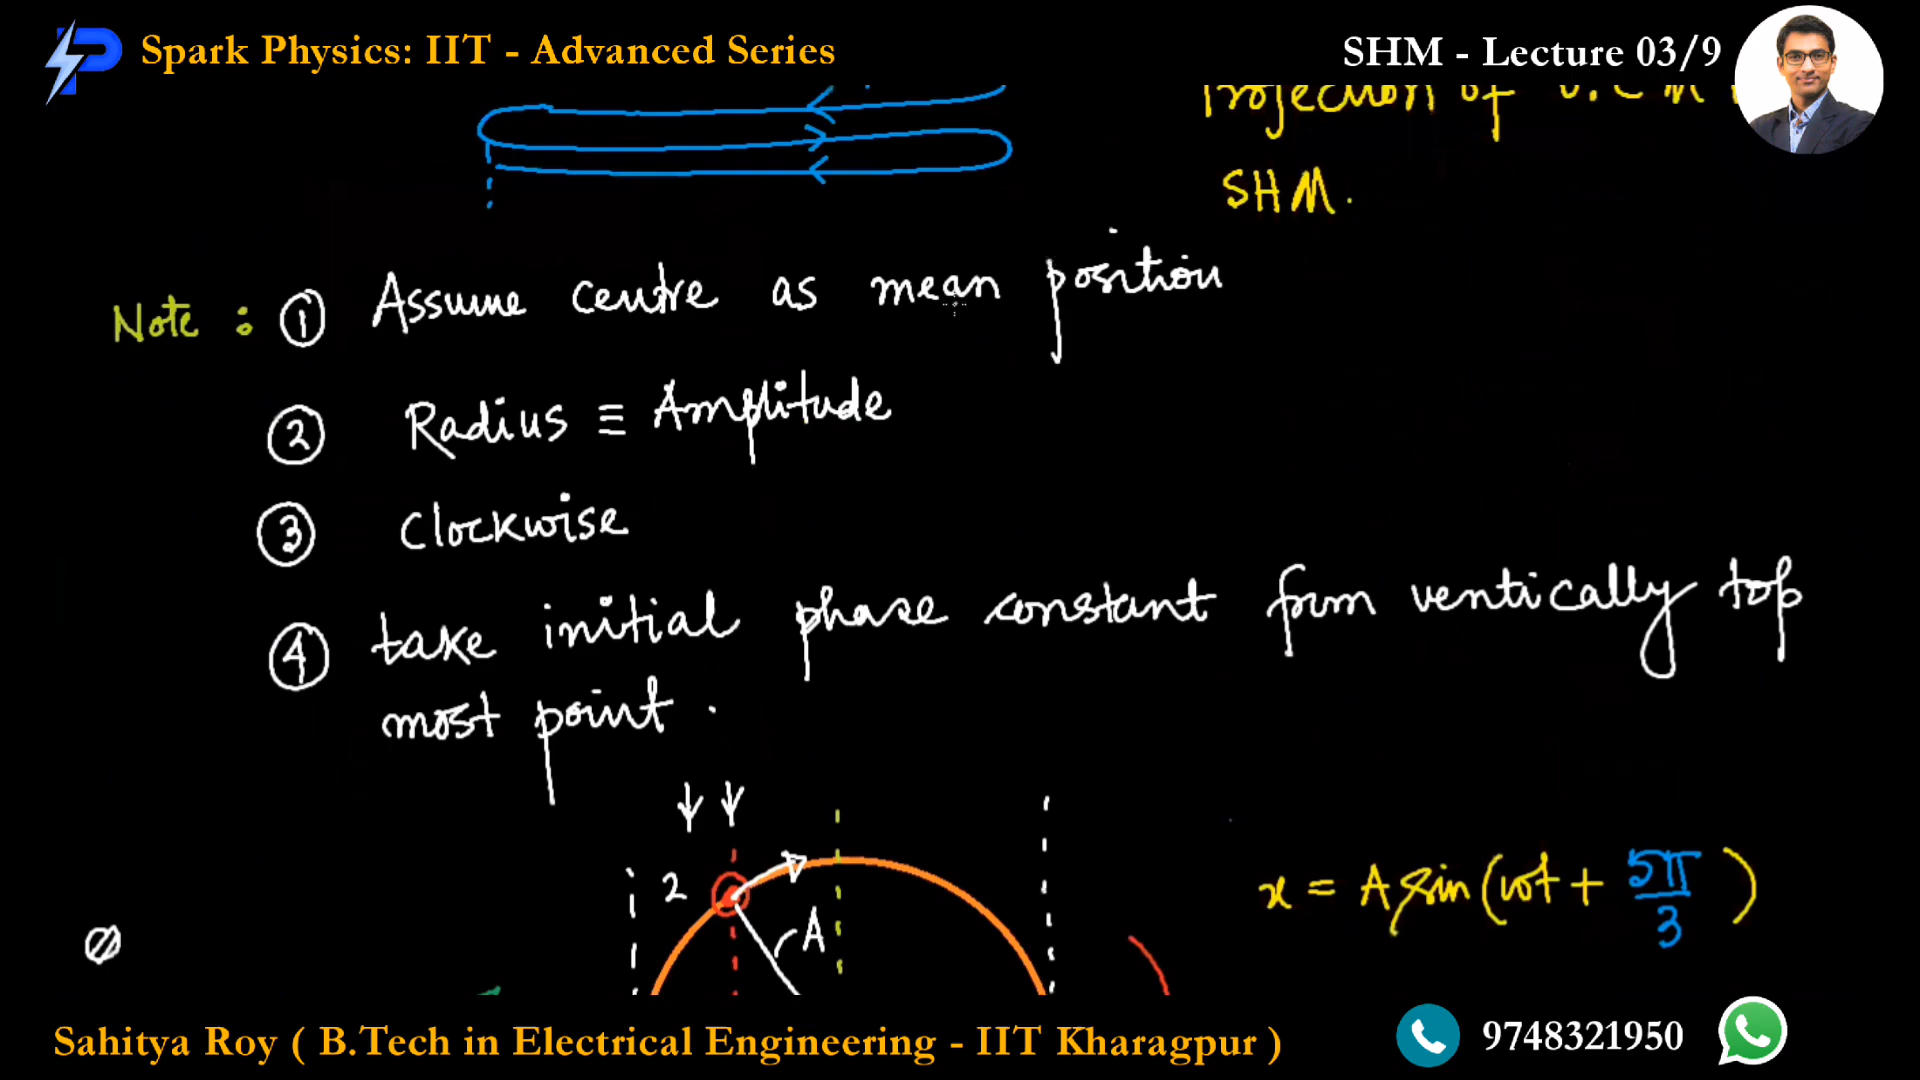 Spark Physics: IIT - Advanced Series
SHM - Lecture 03/9
Projection of U.C.M
SHM.
Note : ① Assume centre as mean position
② Radius ≡ Amplitude
③ Clockwise
④ take initial phase constant from vertically top
most point.
2
A
x = A sin(ωt + 5π/3)
Ø
Sahitya Roy ( B.Tech in Electrical Engineering - IIT Kharagpur )
9748321950